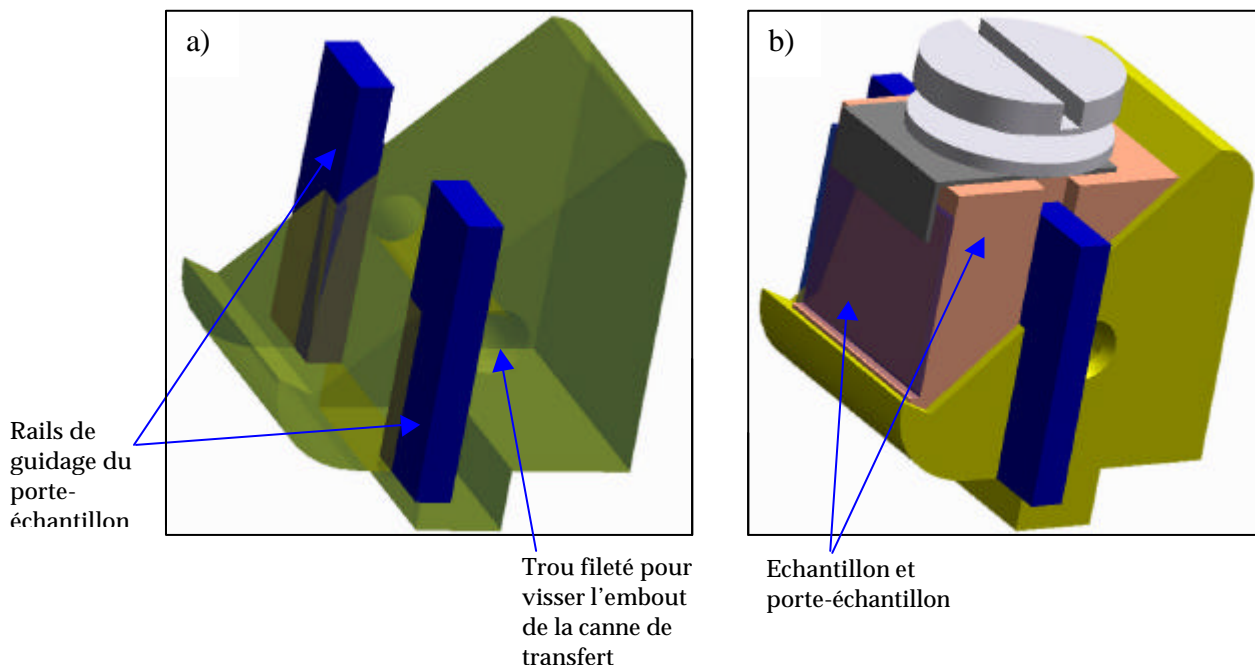 a)
b)
Rails de
guidage du
porte-
échantillon
Trou fileté pour
visser l'embout
de la canne de
transfert
Echantillon et
porte-échantillon